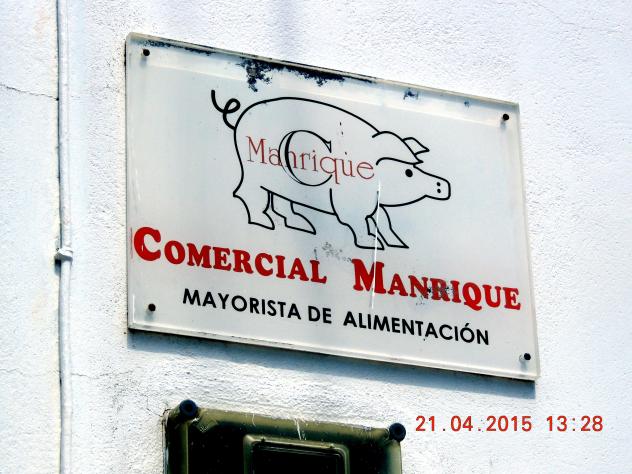 Manrique
C
COMERCIAL MANRIQUE
MAYORISTA DE ALIMENTACIÓN
21.04.2015 13:28